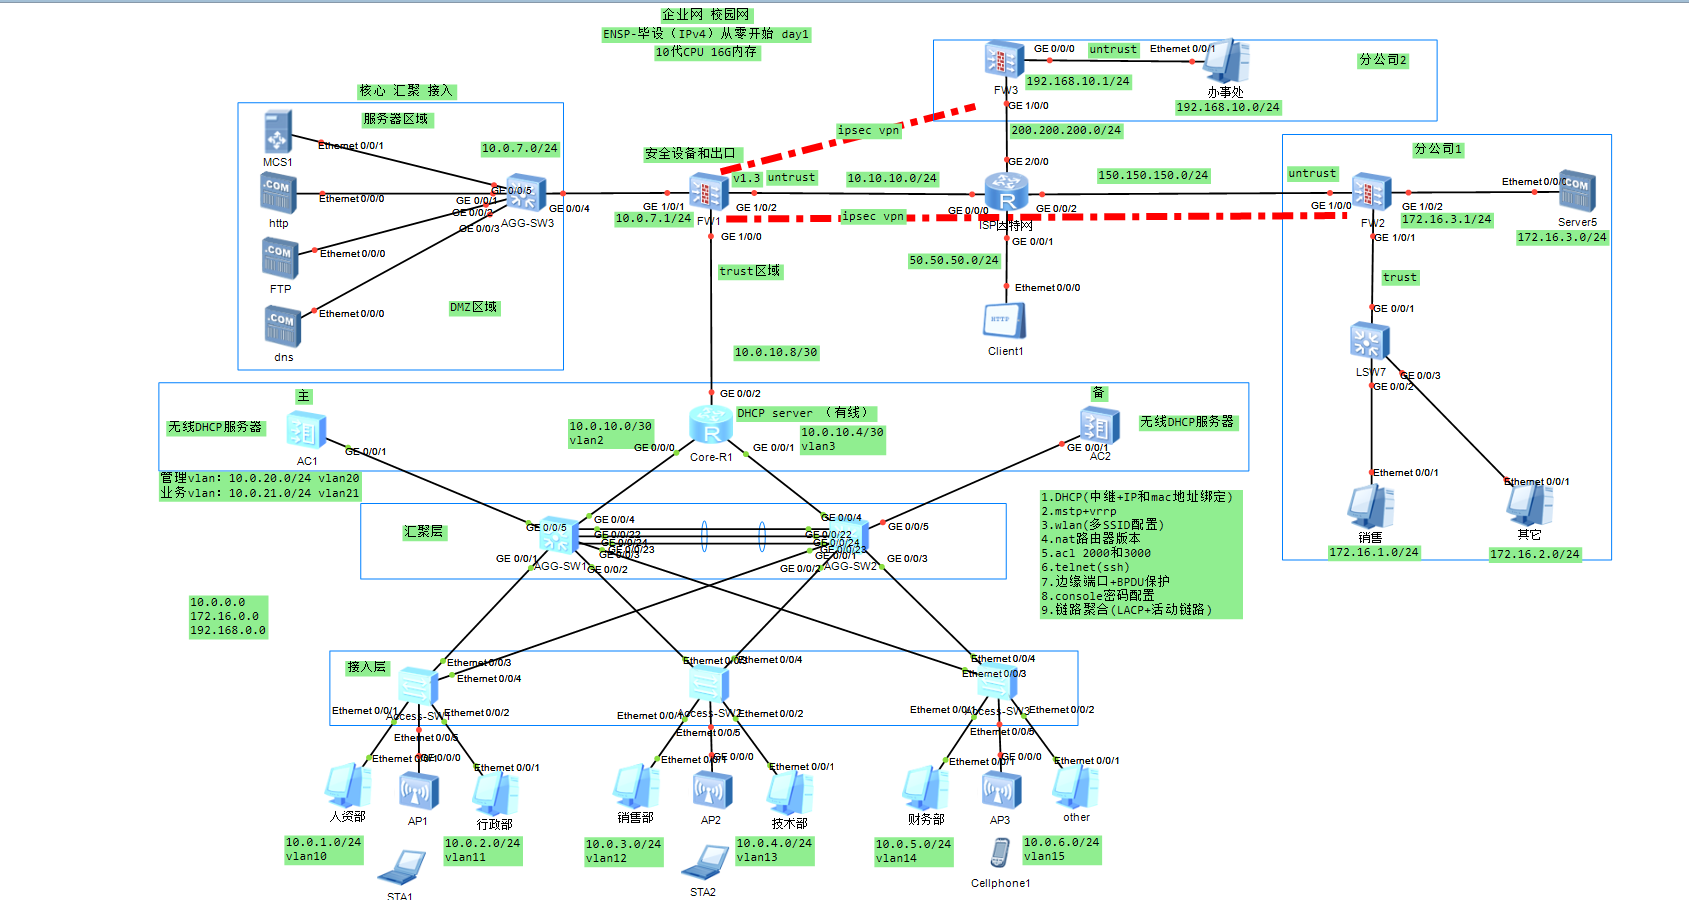 企业网 校园网
ENSP-毕设（IPv4）从零开始 day1
10代CPU 16G内存
核心 汇聚 接入
服务器区域
MCS1
Ethernet 0/0/1
http
Ethernet 0/0/0
FTP
Ethernet 0/0/0
dns
Ethernet 0/0/0
GE 0/0/5
GE 0/0/1
GE 0/0/2
GE 0/0/3
AGG-SW3
GE 0/0/4
10.0.7.0/24
DMZ区域
安全设备和出口
v1.3
untrust
GE 1/0/1
FW1
GE 1/0/2
10.0.7.1/24
GE 1/0/0
trust区域
10.0.10.8/30
ipsec vpn
ipsec vpn
10.10.10.0/24
GE 0/0/0
untrust
Ethernet 0/0/1
分公司2
FW3
192.168.10.1/24
办事处
192.168.10.0/24
GE 1/0/0
200.200.200.0/24
GE 2/0/0
150.150.150.0/24
GE 0/0/0
GE 0/0/2
ISP因特网
GE 0/0/1
50.50.50.0/24
Ethernet 0/0/0
Client1
分公司1
untrust
GE 1/0/0
FW2
GE 1/0/2
172.16.3.1/24
Server5
172.16.3.0/24
GE 1/0/1
trust
GE 0/0/1
LSW7
GE 0/0/2
GE 0/0/3
Ethernet 0/0/1
Ethernet 0/0/1
销售
172.16.1.0/24
其它
172.16.2.0/24
主
无线DHCP服务器
AC1
GE 0/0/1
GE 0/0/2
DHCP server （有线）
10.0.10.0/30
vlan2
10.0.10.4/30
vlan3
GE 0/0/0
GE 0/0/1
Core-R1
备
无线DHCP服务器
GE 0/0/1
AC2
管理vlan：10.0.20.0/24 vlan20
业务vlan：10.0.21.0/24 vlan21
汇聚层
GE 0/0/5
GE 0/0/4
GE 0/0/22
GE 0/0/24
GE 0/0/23
GE 0/0/3
GE 0/0/1
AGG-SW1
GE 0/0/2
GE 0/0/4
GE 0/0/5
GE 0/0/22
GE 0/0/24
GE 0/0/23
GE 0/0/1
GE 0/0/2
AGG-SW2
GE 0/0/3
1.DHCP(中继+IP和mac地址绑定)
2.mstp+vrrp
3.wlan(多SSID配置)
4.nat路由器版本
5.acl 2000和3000
6.telnet(ssh)
7.边缘端口+BPDU保护
8.console密码配置
9.链路聚合(LACP+活动链路)
10.0.0.0
172.16.0.0
192.168.0.0
接入层
Ethernet 0/0/3
Ethernet 0/0/4
Ethernet 0/0/1
Access-SW1
Ethernet 0/0/2
Ethernet 0/0/5
Ethernet 0/0/4
Ethernet 0/0/1
Access-SW2
Ethernet 0/0/2
Ethernet 0/0/5
Ethernet 0/0/4
Ethernet 0/0/3
Ethernet 0/0/1
Access-SW3
Ethernet 0/0/2
Ethernet 0/0/5
Ethernet 0/0/1
GE 0/0/0
Ethernet 0/0/1
人资部
AP1
行政部
10.0.1.0/24
vlan10
10.0.2.0/24
vlan11
STA1
Ethernet 0/0/1
GE 0/0/0
Ethernet 0/0/1
销售部
AP2
技术部
10.0.3.0/24
vlan12
10.0.4.0/24
vlan13
STA2
Ethernet 0/0/1
GE 0/0/0
Ethernet 0/0/1
财务部
AP3
other
10.0.5.0/24
vlan14
10.0.6.0/24
vlan15
Cellphone1